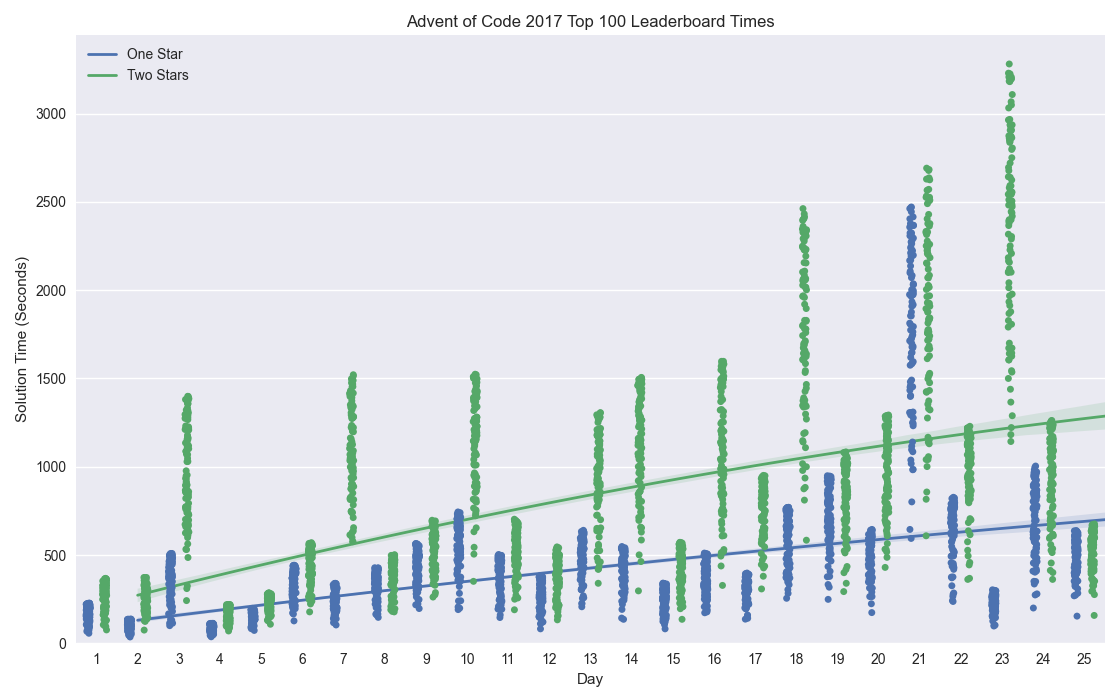 Advent of Code 2017 Top 100 Leaderboard Times
One Star
Two Stars
3000
2500
2000
1500
1000
500
0
Solution Time (Seconds)
1 2 3 4 5 6 7 8 9 10 11 12 13 14 15 16 17 18 19 20 21 22 23 24 25
Day